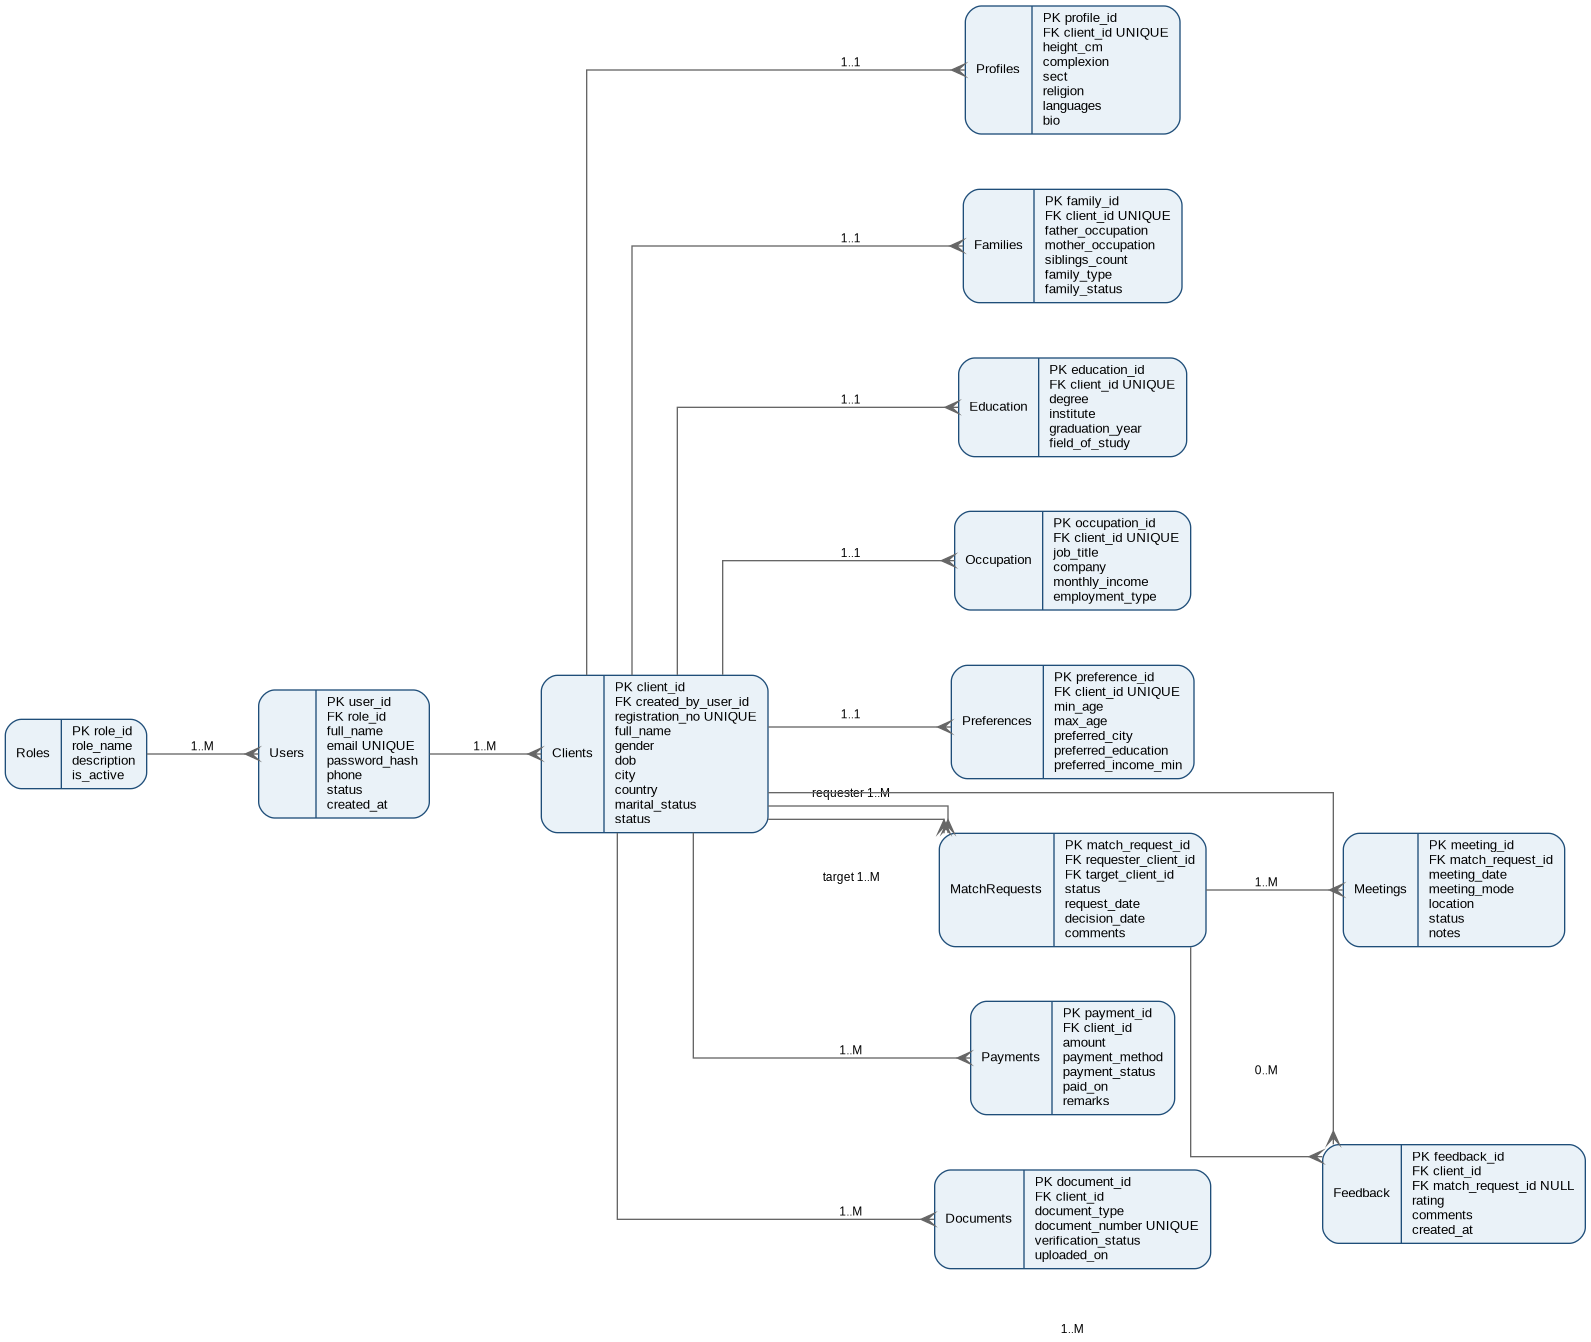 Roles
PK role_id
role_name
description
is_active
1..M
Users
PK user_id
FK role_id
full_name
email UNIQUE
password_hash
phone
status
created_at
1..M
Clients
PK client_id
FK created_by_user_id
registration_no UNIQUE
full_name
gender
dob
city
country
marital_status
status
1..1
Profiles
PK profile_id
FK client_id UNIQUE
height_cm
complexion
sect
religion
languages
bio
1..1
Families
PK family_id
FK client_id UNIQUE
father_occupation
mother_occupation
siblings_count
family_type
family_status
1..1
Education
PK education_id
FK client_id UNIQUE
degree
institute
graduation_year
field_of_study
1..1
Occupation
PK occupation_id
FK client_id UNIQUE
job_title
company
monthly_income
employment_type
1..1
Preferences
PK preference_id
FK client_id UNIQUE
min_age
max_age
preferred_city
preferred_education
preferred_income_min
requester 1..M
target 1..M
MatchRequests
PK match_request_id
FK requester_client_id
FK target_client_id
status
request_date
decision_date
comments
1..M
Meetings
PK meeting_id
FK match_request_id
meeting_date
meeting_mode
location
status
notes
1..M
Payments
PK payment_id
FK client_id
amount
payment_method
payment_status
paid_on
remarks
0..M
Feedback
PK feedback_id
FK client_id
FK match_request_id NULL
rating
comments
created_at
1..M
Documents
PK document_id
FK client_id
document_type
document_number UNIQUE
verification_status
uploaded_on
1..M